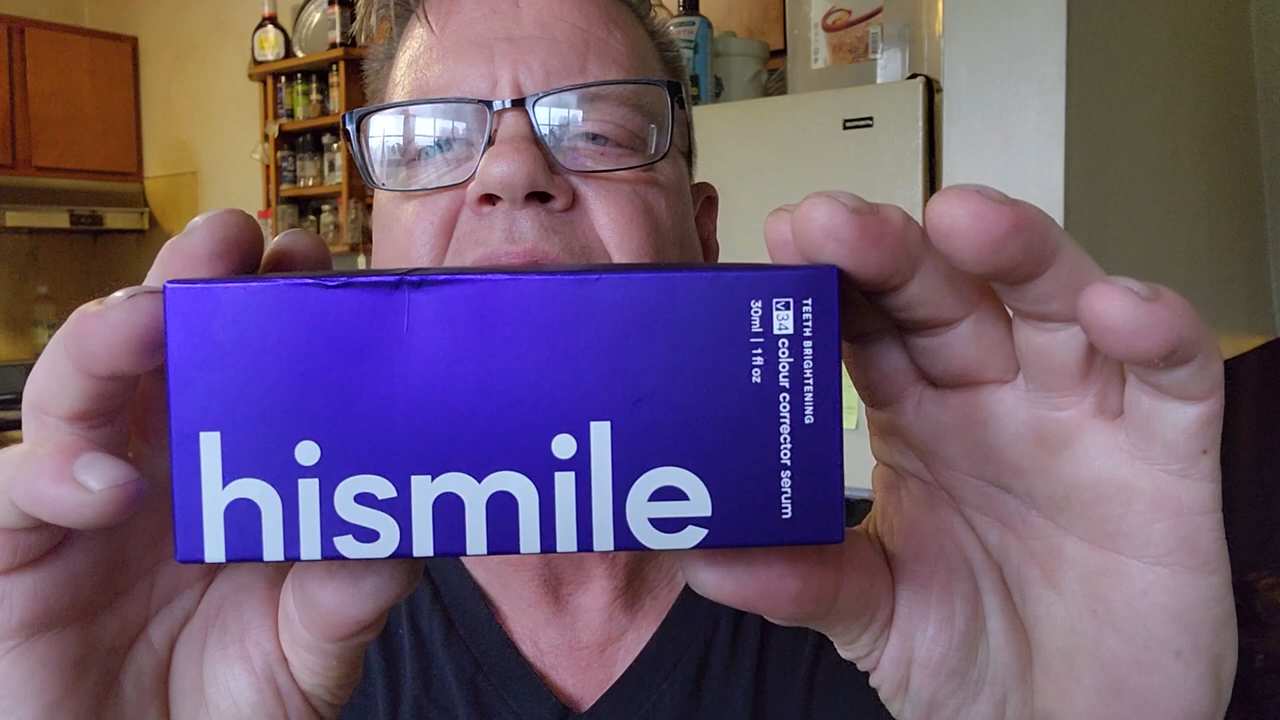 hismile
TEETH BRIGHTENING
v34 colour corrector serum
30ml | 1 fl oz